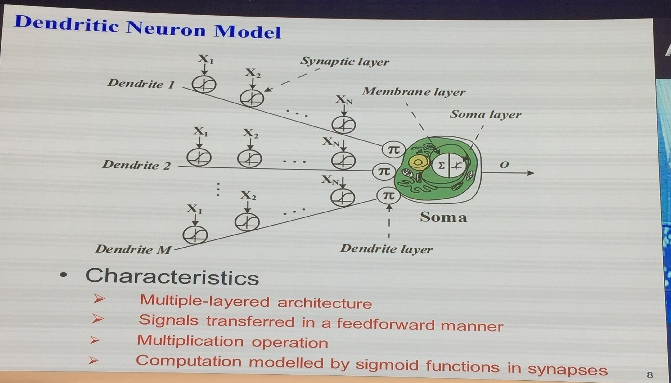 Dendritic Neuron Model
X1
Synaptic layer
X2
Dendrite 1
XN
Membrane layer
Soma layer
...
π
X1
X2
XN
Dendrite 2
...
π
Σ
O
XN
X1
X2
...
π
Soma
Dendrite M
Dendrite layer
• Characteristics
➢ Multiple-layered architecture
➢ Signals transferred in a feedforward manner
➢ Multiplication operation
➢ Computation modelled by sigmoid functions in synapses
8